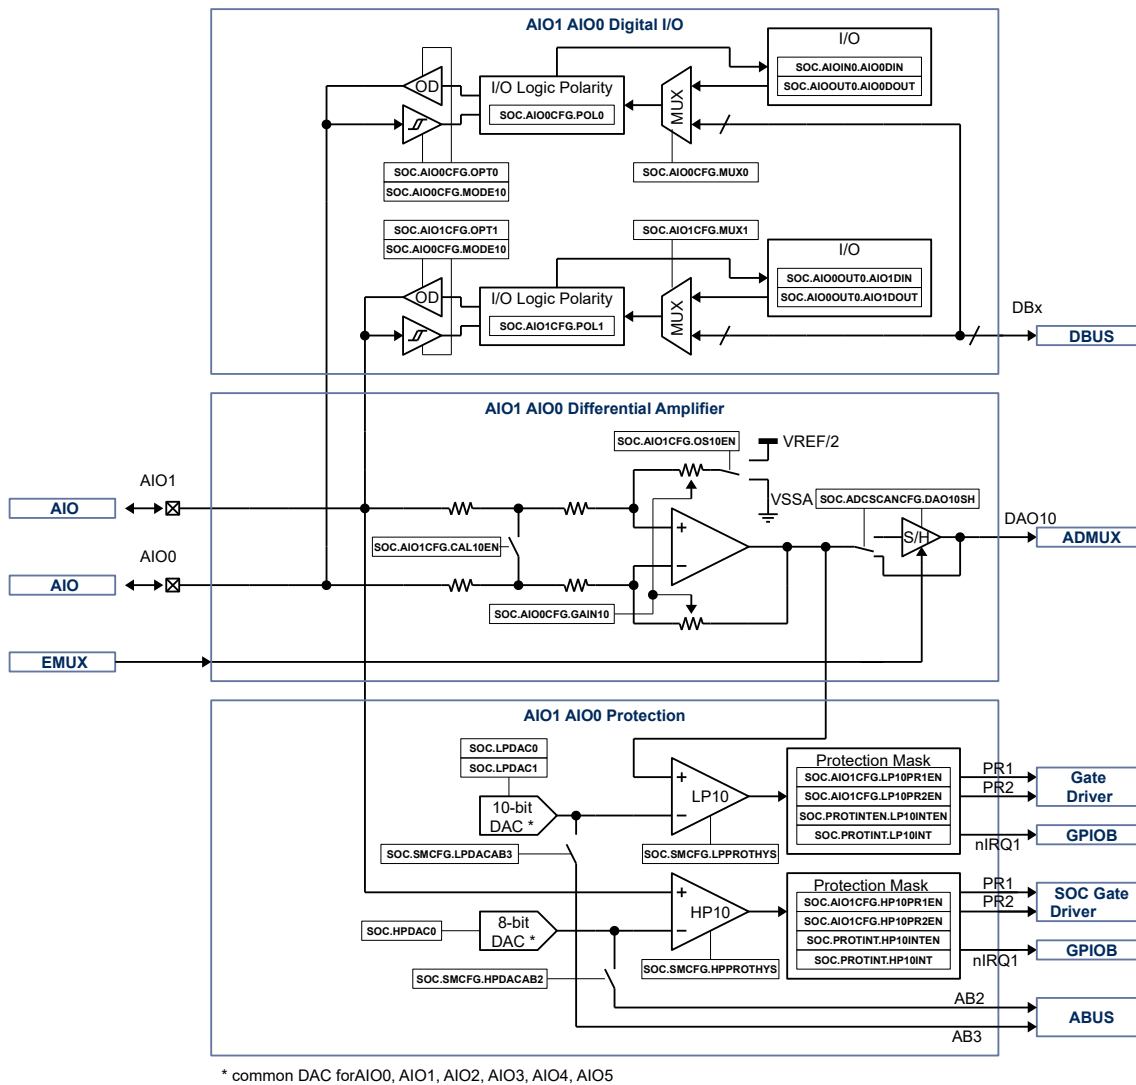 AIO1 AIO0 Digital I/O
I/O
SOC.AIOIN0.AIO0DIN
SOC.AIOOUT0.AIO0DOUT
OD
I/O Logic Polarity
SOC.AIO0CFG.POL0
MUX
SOC.AIO0CFG.OPT0
SOC.AIO0CFG.MODE10
SOC.AIO0CFG.MUX0
SOC.AIO1CFG.OPT1
SOC.AIO0CFG.MODE10
SOC.AIO1CFG.MUX1
I/O
SOC.AIO0OUT0.AIO1DIN
SOC.AIO0OUT0.AIO1DOUT
OD
I/O Logic Polarity
SOC.AIO1CFG.POL1
MUX
DBx
DBUS
AIO1 AIO0 Differential Amplifier
SOC.AIO1CFG.OS10EN
VREF/2
VSSA
SOC.ADCSCANCFG.DAO10SH
AIO1
AIO
S/H
DAO10
ADMUX
+
−
SOC.AIO1CFG.CAL10EN
AIO0
AIO
SOC.AIO0CFG.GAIN10
EMUX
AIO1 AIO0 Protection
SOC.LPDAC0
SOC.LPDAC1
10-bit
DAC *
+
−
LP10
Protection Mask
SOC.AIO1CFG.LP10PR1EN
SOC.AIO1CFG.LP10PR2EN
SOC.PROTINTEN.LP10INTEN
SOC.PROTINT.LP10INT
PR1
PR2
nIRQ1
Gate
Driver
GPIOB
SOC.SMCFG.LPDACAB3
SOC.SMCFG.LPPROTHYS
SOC.HPDAC0
8-bit
DAC *
+
−
HP10
Protection Mask
SOC.AIO1CFG.HP10PR1EN
SOC.AIO1CFG.HP10PR2EN
SOC.PROTINT.HP10INTEN
SOC.PROTINT.HP10INT
PR1
PR2
nIRQ1
SOC Gate
Driver
GPIOB
SOC.SMCFG.HPDACAB2
SOC.SMCFG.HPPROTHYS
AB2
AB3
ABUS
* common DAC forAIO0, AIO1, AIO2, AIO3, AIO4, AIO5